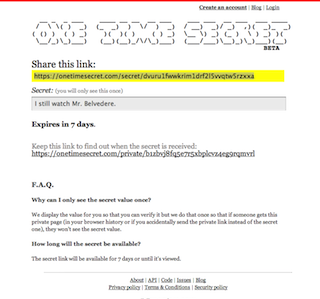 Create an account | Blog | Login
ONE TIME SECRET
BETA
Share this link:
https://onetimesecret.com/secret/dvuru1fwwkrim1drf2l5vvqtw5rzxxa
Secret: (you will only see this once)
I still watch Mr. Belvedere.
Expires in 7 days.
Keep this link to find out when the secret is received:
https://onetimesecret.com/private/b1zbvj8fq5e7r5xbplcvz4eg9rqmvrl
F.A.Q.
Why can I only see the secret value once?
We display the value for you so that you can verify it but we do that once so that if someone gets this
private page (in your browser history or if you accidentally send the private link instead of the secret
one), they won't see the secret value.
How long will the secret be available?
The secret link will be available for 7 days or until it's viewed.
About | API | Code | Issues | Blog
Privacy policy | Terms & Conditions | Security policy